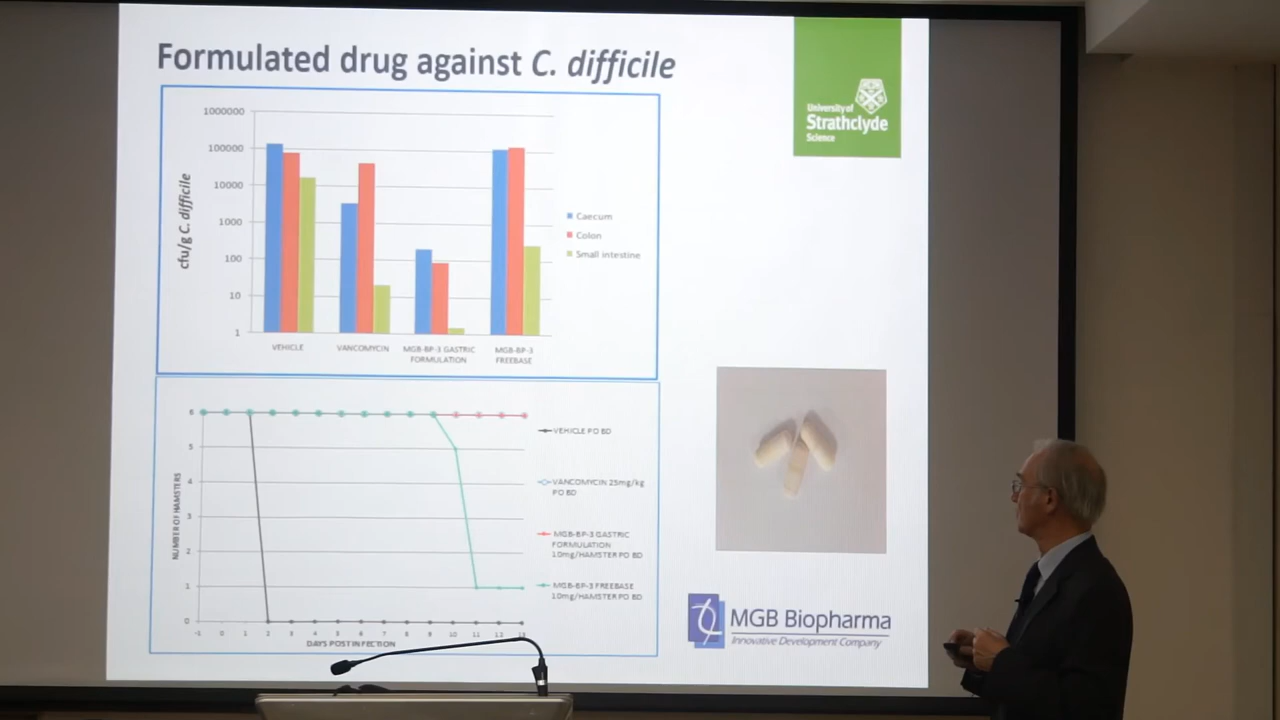 Formulated drug against C. difficile
University of
Strathclyde
Science
1000000
100000
10000
1000
100
10
1
cfu/g C. difficile
VEHICLE
VANCOMYCIN
MGB-BP-3 GASTRIC
FORMULATION
MGB-BP-3
FREEBASE
Caecum
Colon
Small intestine
6
5
4
3
2
1
0
NUMBER OF HAMSTERS
-1 0 1 2 3 4 5 6 7 8 9 10 11 12
DAYS POST INFECTION
VEHICLE PO BD
VANCOMYCIN 25mg/kg
PO BD
MGB-BP-3 GASTRIC
FORMULATION
10mg/HAMSTER PO BD
MGB-BP-3 FREEBASE
10mg/HAMSTER PO BD
MGB Biopharma
Innovative Development Company